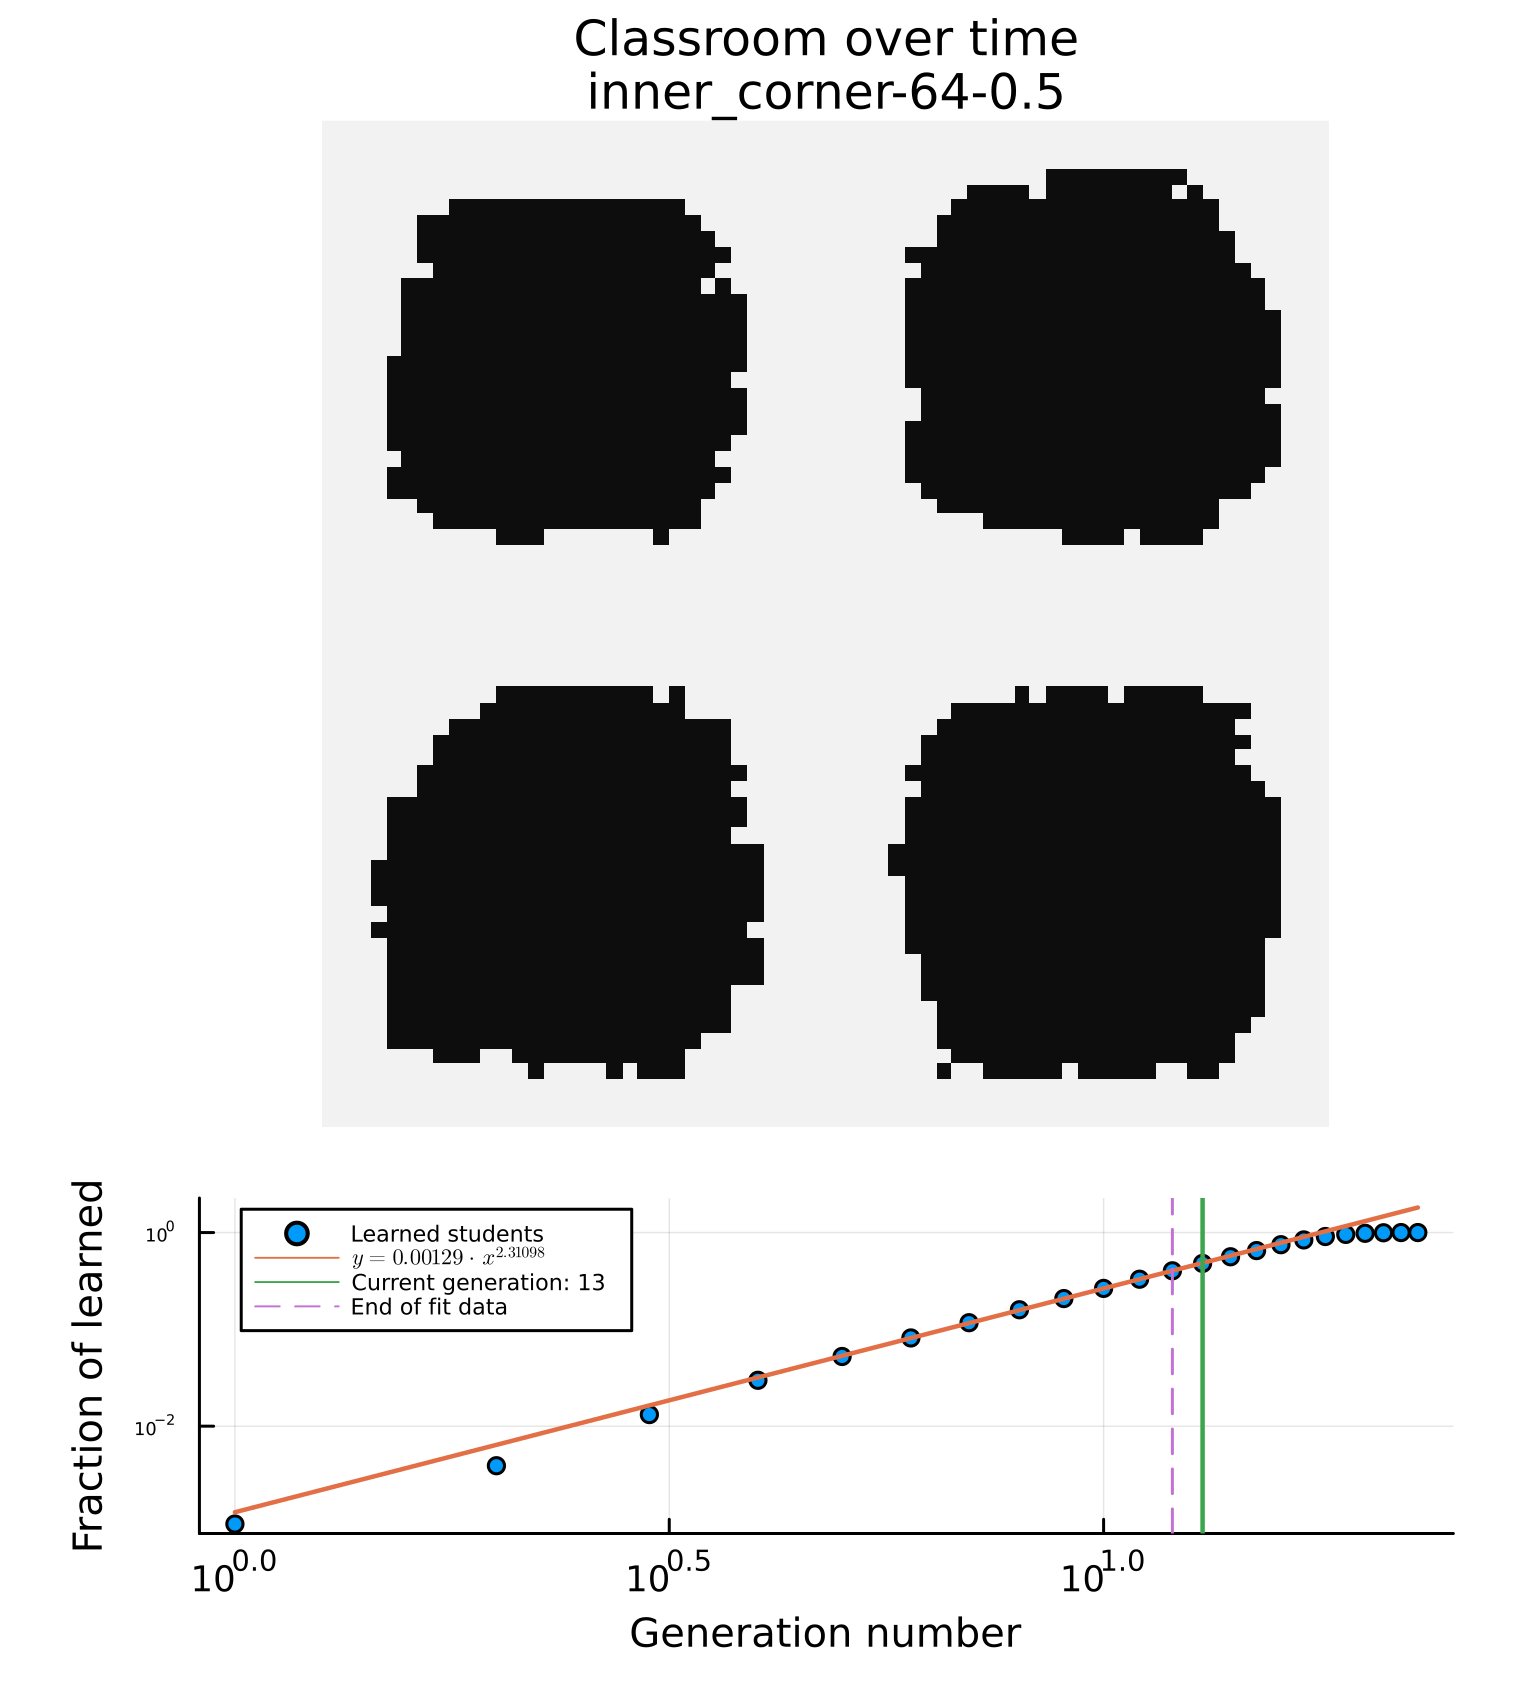 Classroom over time
inner_corner-64-0.5
Fraction of learned
10^0
10^−2
Learned students
y = 0.00129 · x^2.31098
Current generation: 13
End of fit data
10^0.0
10^0.5
10^1.0
Generation number